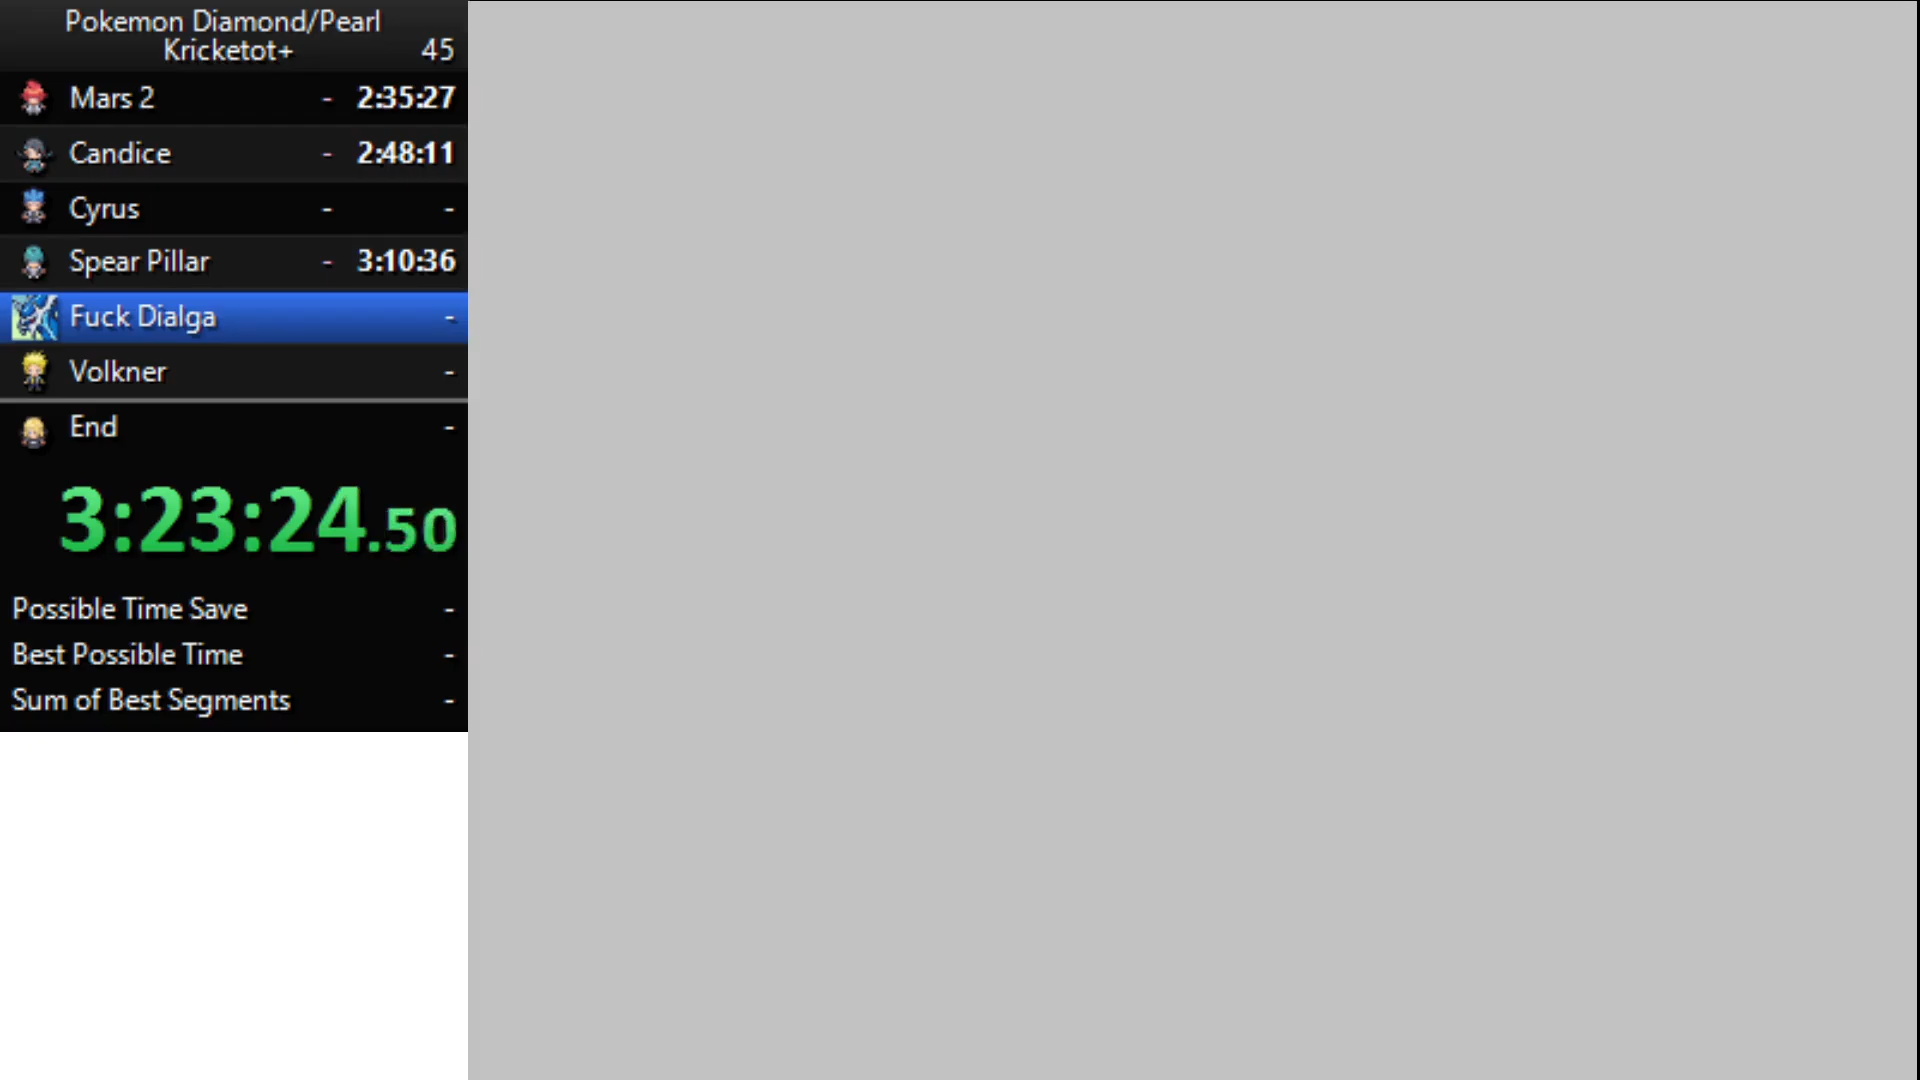 Pokemon Diamond/Pearl
Kricketot+ 45
Mars 2 - 2:35:27
Candice - 2:48:11
Cyrus - -
Spear Pillar - 3:10:36
Fuck Dialga -
Volkner -
End -
3:23:24.50
Possible Time Save -
Best Possible Time -
Sum of Best Segments -